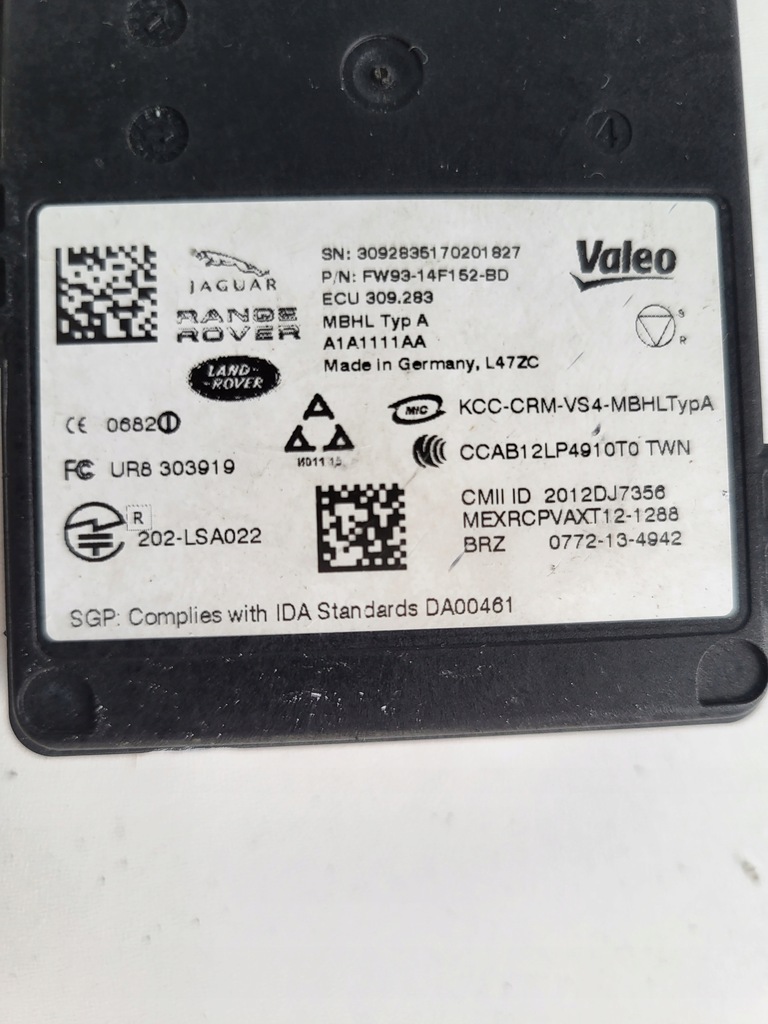 4
JAGUAR
RANGE
ROVER
LAND-
ROVER
SN: 3092835170201827
P/N: FW93-14F152-BD
ECU 309.283
MBHL Typ A
A1A1111AA
Made in Germany, L47ZC
Valeo
S
R
CE 0682
FC UR8 303919
R
202-LSA022
MIC KCC-CRM-VS4-MBHLTypA
CCAB12LP4910T0 TWN
CMII ID 2012DJ7356
MEXRCPVAXT12-1288
BRZ 0772-13-4942
SGP: Complies with IDA Standards DA00461